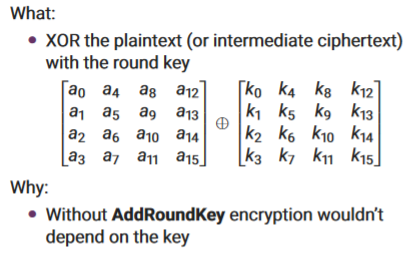 What:
• XOR the plaintext (or intermediate ciphertext)
with the round key
[a₀ a₄ a₈ a₁₂] [k₀ k₄ k₈ k₁₂]
[a₁ a₅ a₉ a₁₃] ⊕ [k₁ k₅ k₉ k₁₃]
[a₂ a₆ a₁₀ a₁₄] [k₂ k₆ k₁₀ k₁₄]
[a₃ a₇ a₁₁ a₁₅] [k₃ k₇ k₁₁ k₁₅]
Why:
• Without AddRoundKey encryption wouldn't
depend on the key